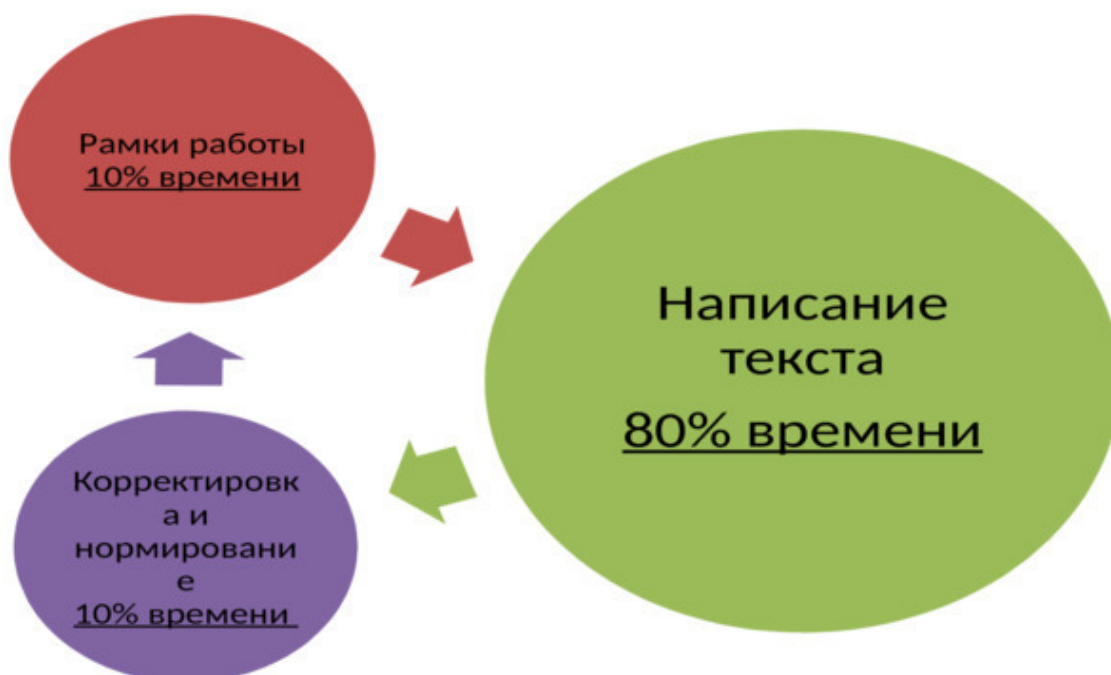 Рамки работы
10% времени
Написание
текста
80% времени
Корректировк
а и
нормировани
е
10% времени